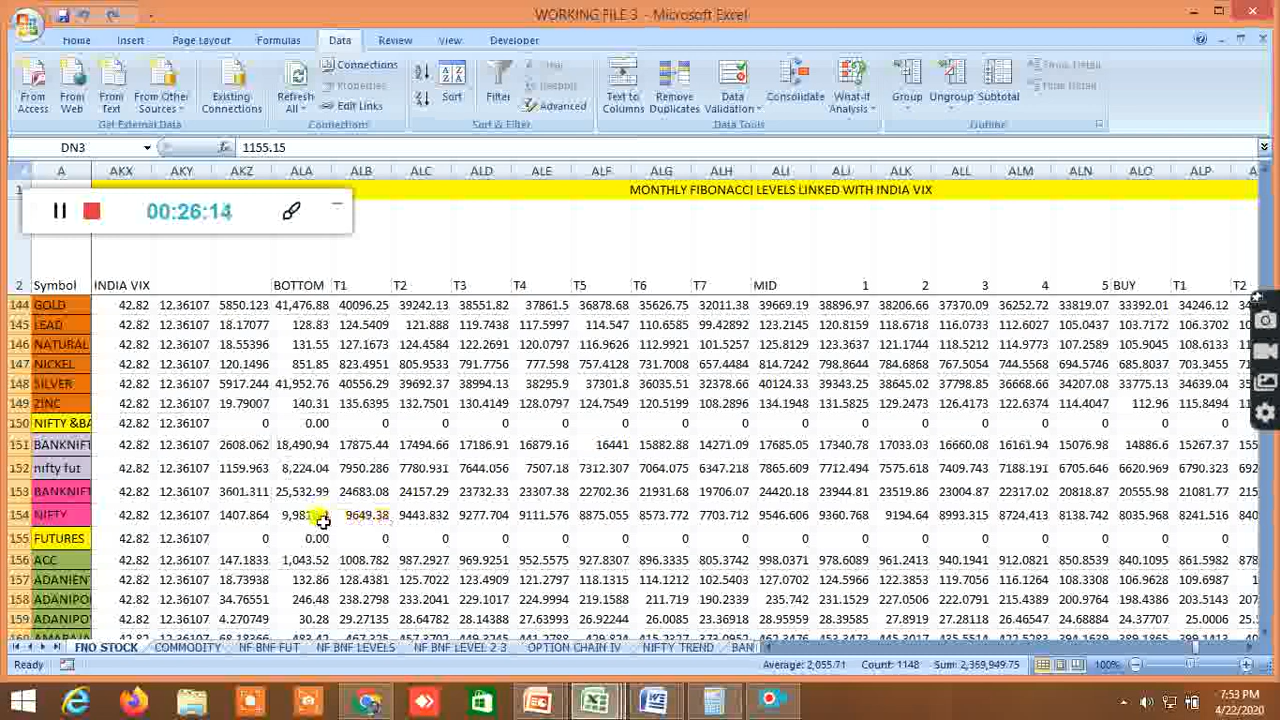 WORKING FILE 3 - Microsoft Excel
Home Insert Page Layout Formulas Data Review View Developer
From Access From Web From Text From Other Sources Existing Connections Refresh All Connections Properties Edit Links Sort Filter Advanced Text to Columns Remove Duplicates Data Validation Consolidate What-If Analysis Group Ungroup Subtotal
Get External Data Connections Sort & Filter Data Tools Outline
DN3 fx 1155.15
A AKX AKY AKZ ALA ALB ALC ALD ALE ALF ALG ALH ALI ALJ ALK ALL ALM ALN ALO ALP
1 MONTHLY FIBONACCI LEVELS LINKED WITH INDIA VIX
00:26:14
2 Symbol INDIA VIX BOTTOM T1 T2 T3 T4 T5 T6 T7 MID 1 2 3 4 5 BUY T1 T2
144 GOLD 42.82 12.36107 5850.123 41,476.88 40096.25 39242.13 37861.5 36878.68 35626.75 32011.38 39669.19 38896.97 38206.66 37370.09 36252.72 33819.07 33392.01 34246.12
145 LEAD 42.82 12.36107 18.17077 128.83 124.5409 121.888 119.7438 117.5995 114.547 110.6585 99.42892 123.2145 120.8159 118.6718 116.0733 112.6027 105.0437 103.7172 106.3702
146 NATURAL 42.82 12.36107 18.55396 131.55 127.1673 124.4584 120.0797 116.9626 112.9921 101.5257 123.3637 121.1744 118.5212 114.9773 107.2589 105.9045 108.6133
147 NICKEL 42.82 12.36107 120.1496 851.85 823.4951 805.9533 791.7756 777.598 757.4128 731.7008 657.4484 814.7242 798.8644 784.6868 767.5054 744.5568 694.5746 685.8037 703.3455
148 SILVER 42.82 12.36107 5917.244 41,952.76 40556.29 39692.37 38994.13 38295.9 37301.8 36035.51 32378.66 40124.33 39343.25 38645.02 37798.85 36668.66 34207.08 33775.13 34639.04
149 ZINC 42.82 12.36107 19.79007 140.31 135.6395 132.7501 128.0797 124.7549 120.5199 134.1948 131.5825 129.2473 126.4173 122.6374 114.4047 112.96 115.8494
150 NIFTY &BA 42.82 12.36107 0 0.00 0 0 0 0 0 0 0 0 0 0 0 0 0 0 0
151 BANKNIFT 42.82 12.36107 2608.062 18,490.94 17875.44 17494.66 17186.91 16879.16 16441 15882.88 14271.09 17340.78 17033.03 16660.08 16161.94 15076.98 14886.6 15267.37
152 nifty fut 42.82 12.36107 1159.963 8,224.04 7950.286 7780.931 7644.056 7507.18 7312.307 7064.075 6347.218 7865.609 7712.494 7575.618 7409.743 7188.191 6705.646 6620.969 6790.323
153 BANKNIFT 42.82 12.36107 3601.311 25,532.99 24683.08 24157.29 23732.33 23307.38 22702.36 21931.68 19706.07 24420.18 23944.81 23519.86 23004.87 22317.02 20818.87 20555.98
154 NIFTY 42.82 12.36107 1407.864 9649.38 9443.832 9277.704 9111.576 8875.055 8573.772 9546.606 9360.768 9194.64 8993.315 8724.413 8138.742 8035.968 8241.516
155 FUTURES 42.82 12.36107 0 0.00 0 0 0 0 0 0 0 0 0 0 0 0 0 0 0
156 ACC 42.82 12.36107 147.1833 1,043.52 1008.782 987.2927 969.9251 952.5575 927.8307 896.3335 805.3742 998.0371 978.6089 961.2413 940.1941 912.0821 850.8539 840.1095 861.5982
157 ADANIENT 42.82 12.36107 18.73938 132.86 128.4381 125.7022 123.4909 121.2797 118.1315 114.1212 102.5403 127.0702 124.5966 122.3853 119.7056 116.1264 108.3308 106.9628 109.6987
158 ADANIPO 42.82 12.36107 34.76551 246.48 238.2798 233.2041 229.1017 224.9994 219.1588 211.719 235.742 231.1529 227.0506 222.0791 215.4389 200.9764 198.4386 203.5141
159 ADANIPO 42.82 12.36107 4.270749 30.28 29.27135 28.64782 28.14388 27.63993 26.92244 26.0085 23.36913 28.95959 28.39585 27.8919 27.28118 26.46547 24.68884 24.37707 25.0006
FNO STOCK COMMODITY NF BNF FUT NF BNF LEVELS NF BNF LEVEL 2 3 OPTION CHAIN IV NIFTY TREND BAN
Ready Average: 2,055.71 Count: 1148 Sum: 2,359,949.75 100%
7:53 PM
4/22/2020